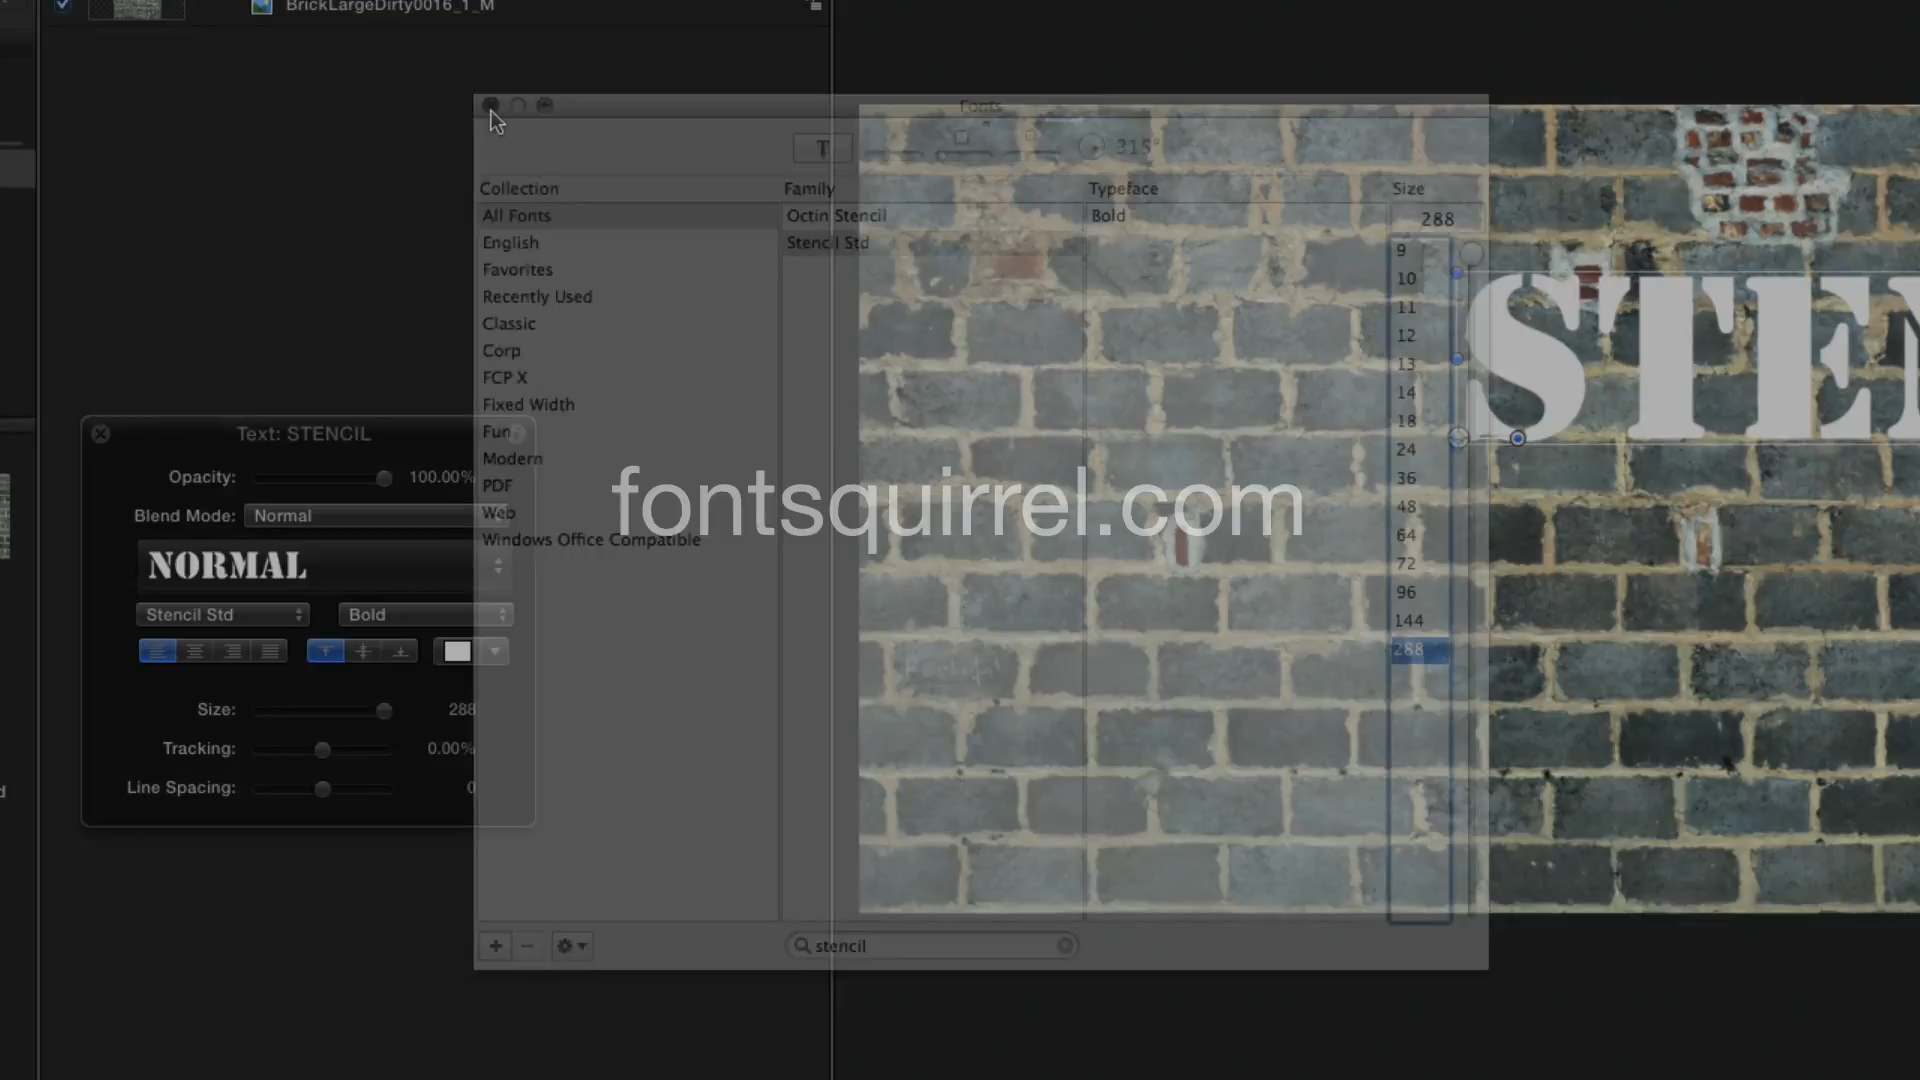 BrickLargeDirty0016_1_M
Fonts
T
315°
Collection
Family
Typeface
Size
All Fonts
Octin Stencil
Bold
288
English
Stencil Std
Favorites
Recently Used
Classic
Corp
FCP X
Fixed Width
Fun
Modern
PDF
Web
Windows Office Compatible
9
10
11
12
13
14
18
24
36
48
64
72
96
144
288
STEN
Text: STENCIL
Opacity: 100.00%
Blend Mode: Normal
NORMAL
Stencil Std
Bold
Size: 288
Tracking: 0.00%
Line Spacing: 0
d
fontsquirrel.com
stencil